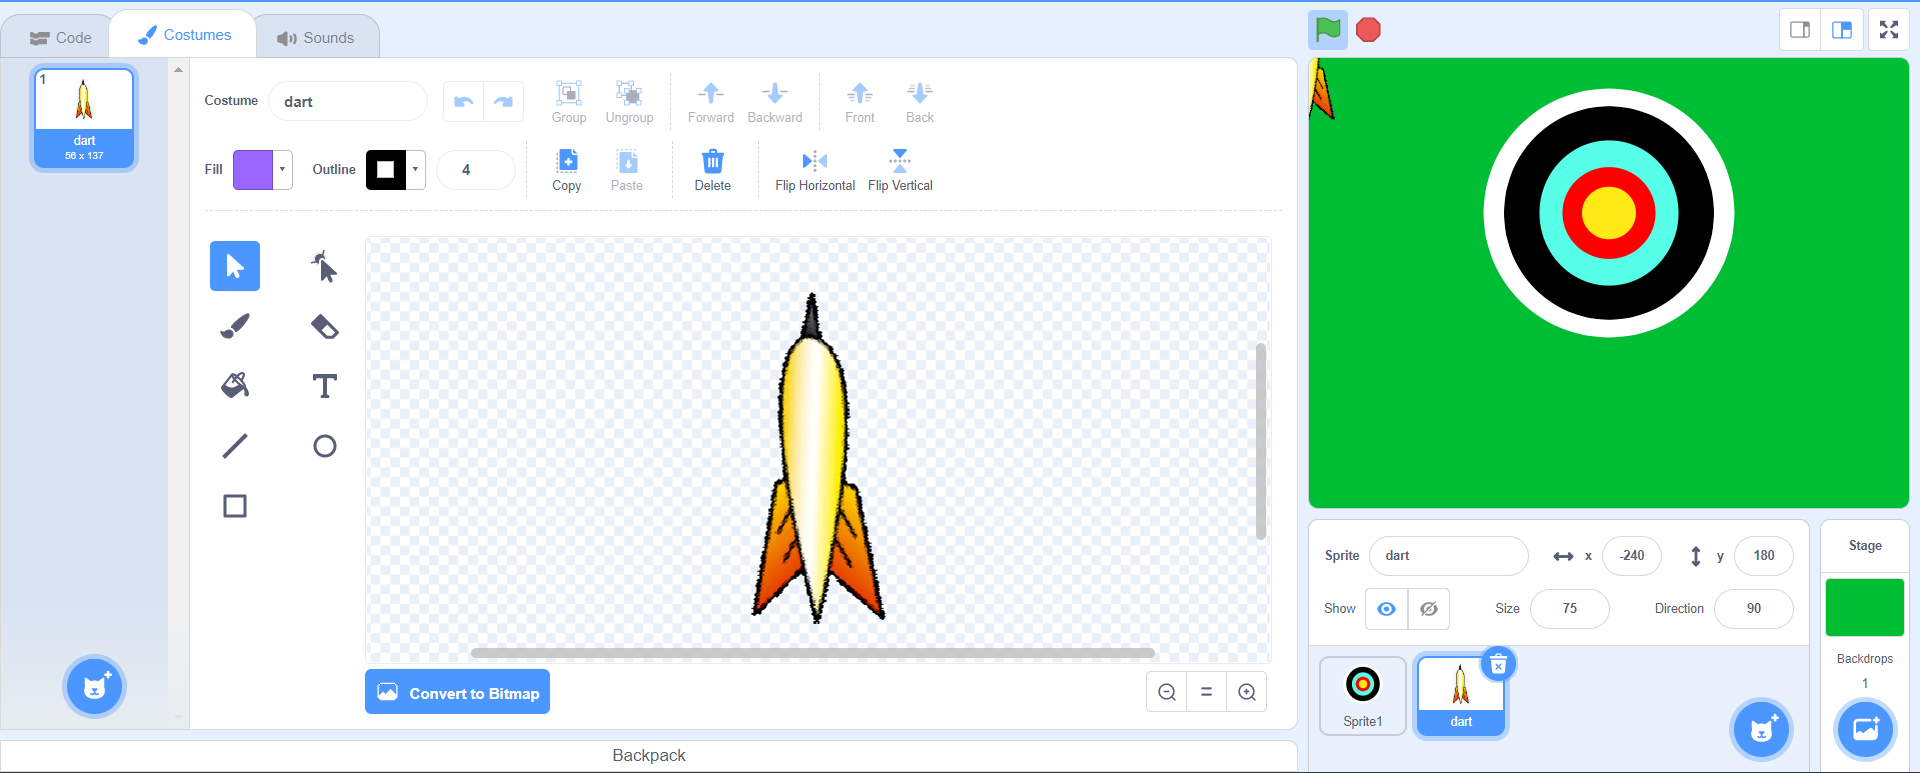 Code
Costumes
Sounds
1
dart
56 x 137
Costume
dart
Group
Ungroup
Forward
Backward
Front
Back
Fill
Outline
4
Copy
Paste
Delete
Flip Horizontal
Flip Vertical
Convert to Bitmap
Backpack
Sprite
dart
x
-240
y
180
Show
Size
75
Direction
90
Sprite1
dart
Stage
Backdrops
1